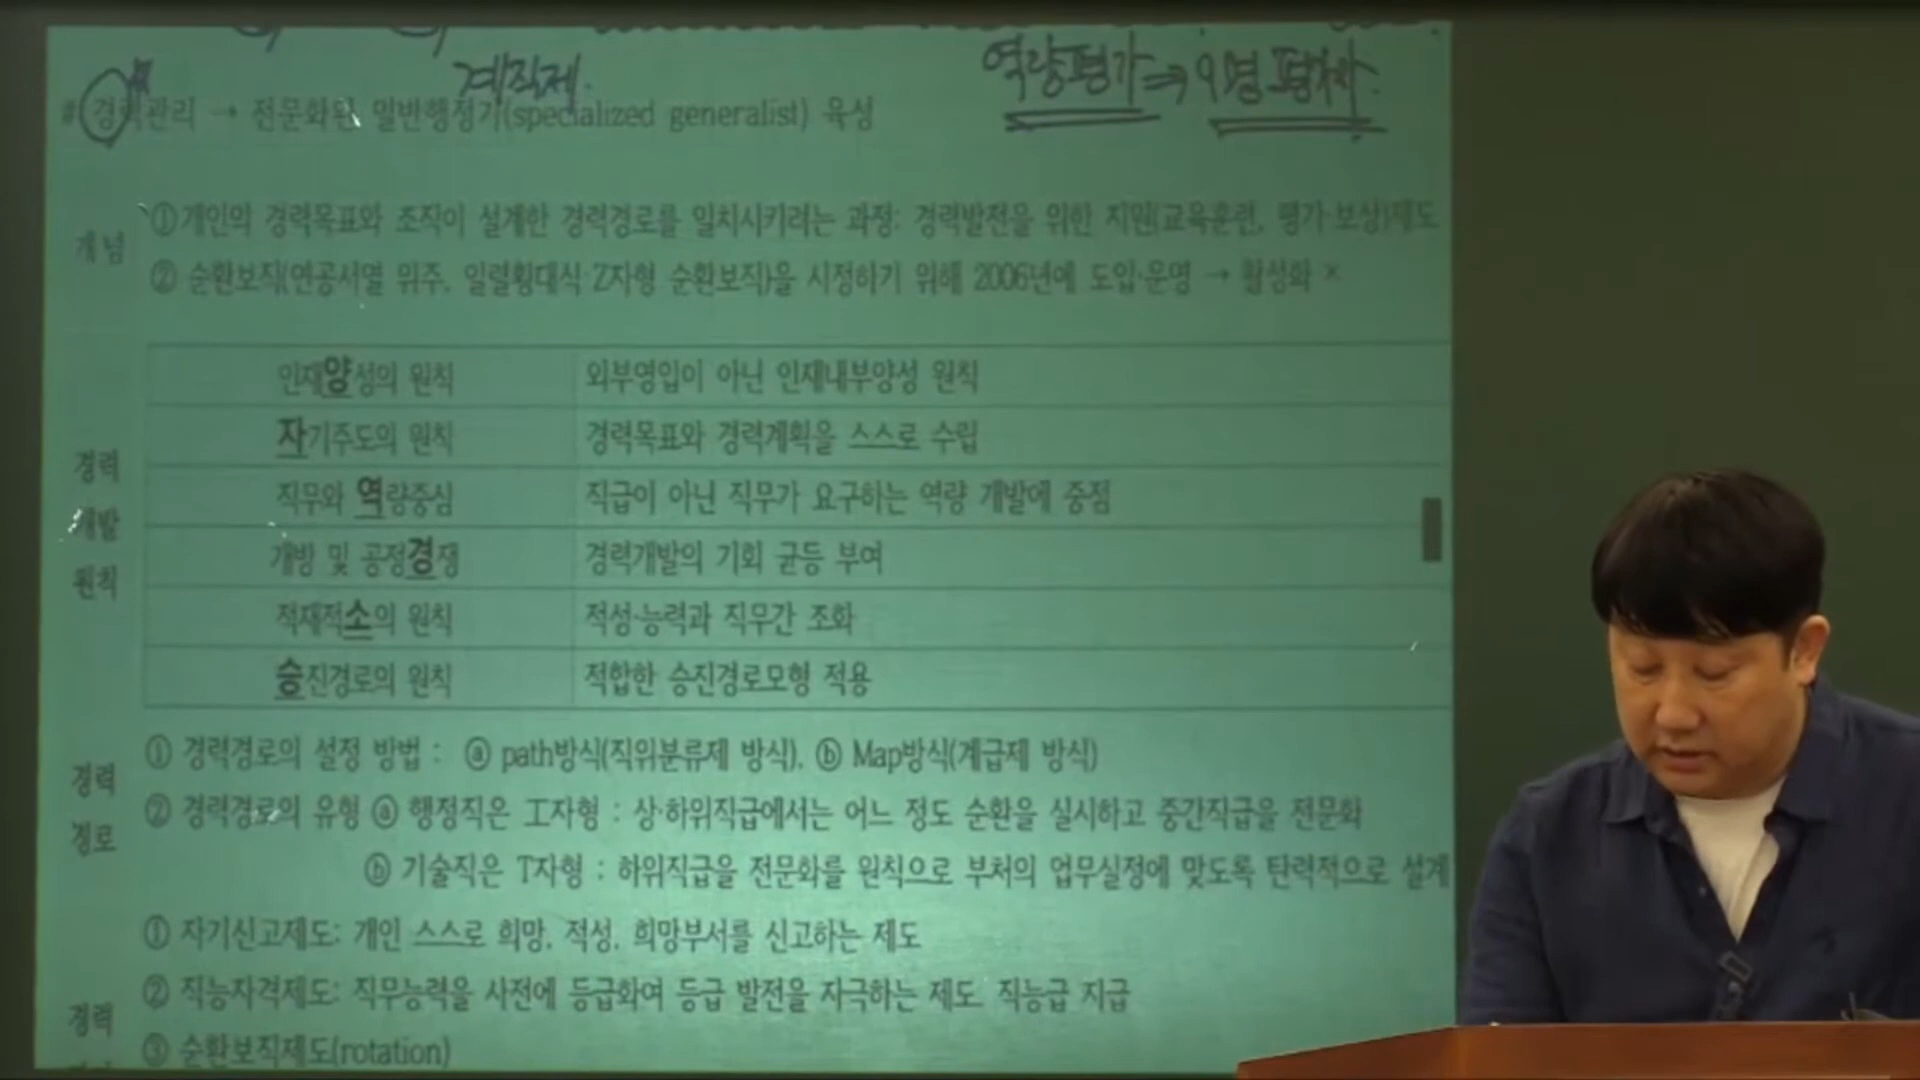 계직제. 역량평가 ⇒ 9명 평가자.
# 경력관리 → 전문화된 일반행정가(specialized generalist) 육성
개념
① 개인의 경력목표와 조직이 설계한 경력경로를 일치시키려는 과정: 경력발전을 위한 지원(교육훈련, 평가·보상)제도
② 순환보직(연공서열 위주, 일렬횡대식·Z자형 순환보직)을 시정하기 위해 2006년에 도입·운영 → 활성화 ×
경력
개발
원칙
인재양성의 원칙 외부영입이 아닌 인재내부양성 원칙
자기주도의 원칙 경력목표와 경력계획을 스스로 수립
직무와 역량중심 직급이 아닌 직무가 요구하는 역량 개발에 중점
개방 및 공정경쟁 경력개발의 기회 균등 부여
적재적소의 원칙 적성·능력과 직무간 조화
승진경로의 원칙 적합한 승진경로모형 적용
경력
경로
① 경력경로의 설정 방법 : ⓐ path방식(직위분류제 방식), ⓑ Map방식(계급제 방식)
② 경력경로의 유형 ⓐ 행정직은 工자형 : 상·하위직급에서는 어느 정도 순환을 실시하고 중간직급을 전문화
ⓑ 기술직은 T자형 : 하위직급을 전문화를 원칙으로 부처의 업무실정에 맞도록 탄력적으로 설계
경력
① 자기신고제도: 개인 스스로 희망, 적성, 희망부서를 신고하는 제도
② 직능자격제도: 직무능력을 사전에 등급화여 등급 발전을 자극하는 제도 직능급 지급
③ 순환보직제도(rotation)